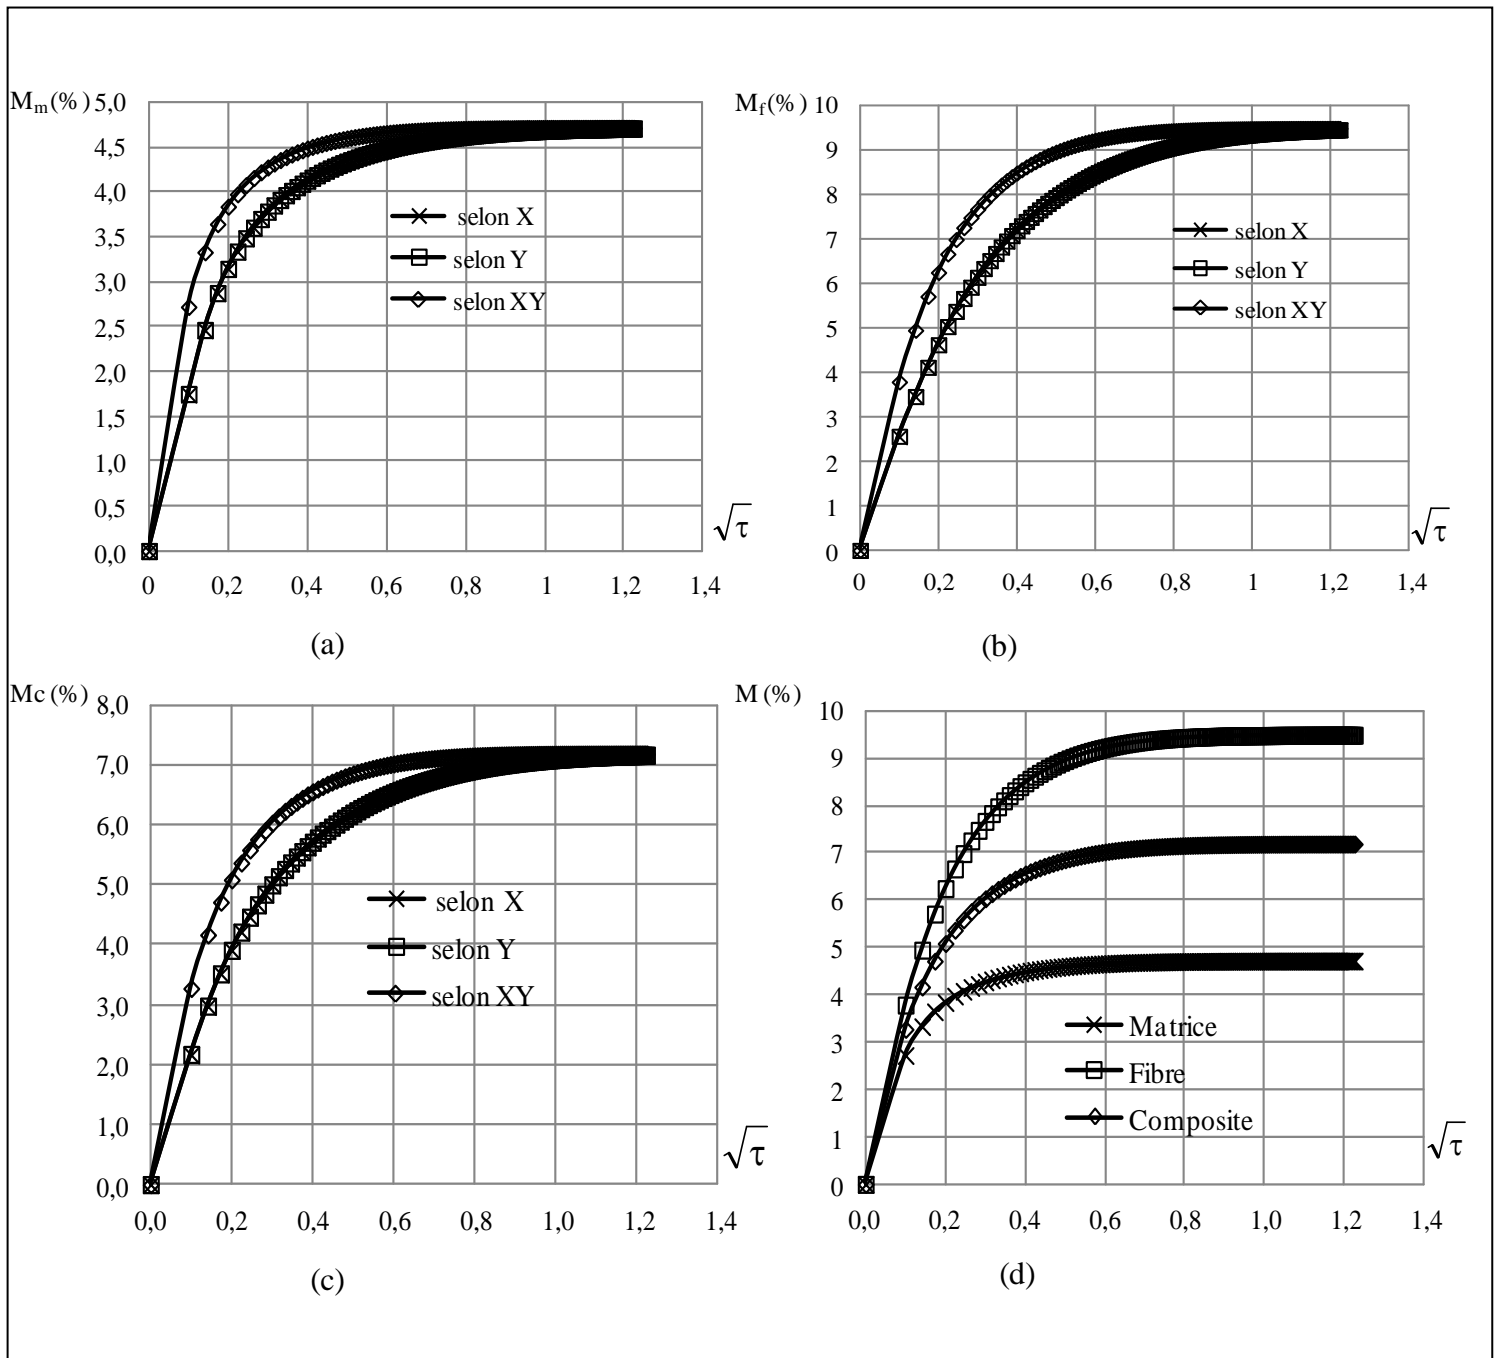 Mm(%)
5,0
4,5
4,0
3,5
3,0
2,5
2,0
1,5
1,0
0,5
0,0
selon X
selon Y
selon XY
√τ
0 0,2 0,4 0,6 0,8 1 1,2 1,4
(a)
Mf(%)
10
9
8
7
6
5
4
3
2
1
0
selon X
selon Y
selon XY
√τ
0 0,2 0,4 0,6 0,8 1 1,2 1,4
(b)
Mc (%)
8,0
7,0
6,0
5,0
4,0
3,0
2,0
1,0
0,0
selon X
selon Y
selon XY
√τ
0,0 0,2 0,4 0,6 0,8 1,0 1,2 1,4
(c)
M (%)
10
9
8
7
6
5
4
3
2
1
0
Matrice
Fibre
Composite
√τ
0,0 0,2 0,4 0,6 0,8 1,0 1,2 1,4
(d)